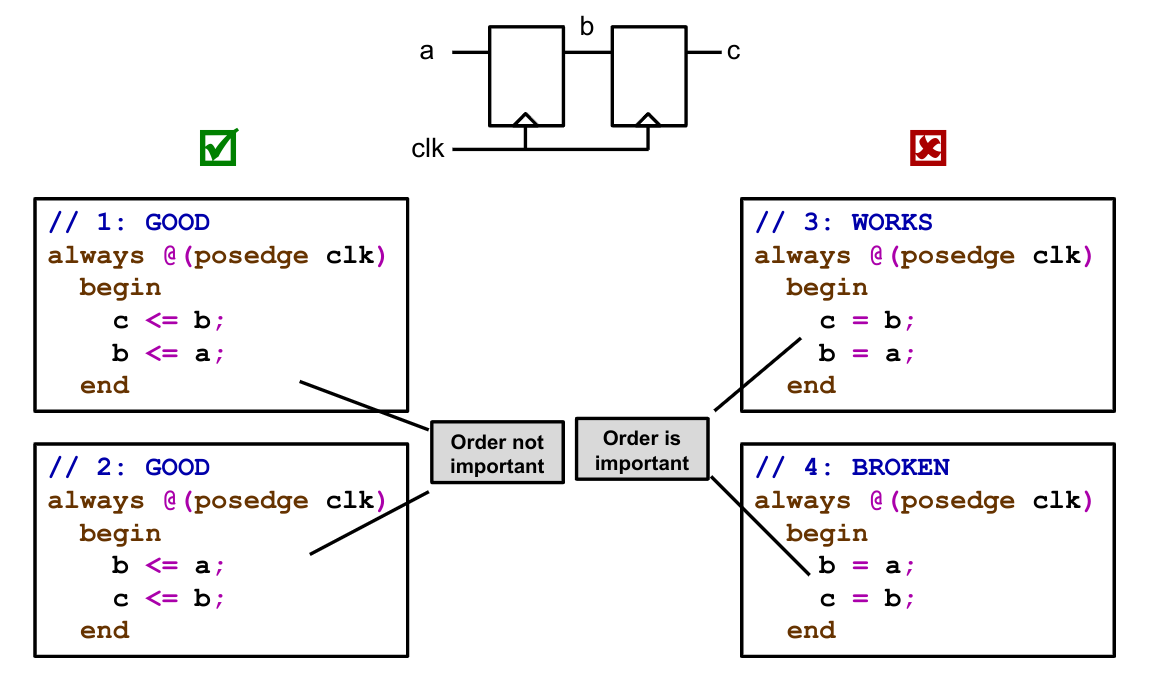 b
a
c
clk
// 1: GOOD
always @(posedge clk)
begin
c <= b;
b <= a;
end
// 3: WORKS
always @(posedge clk)
begin
c = b;
b = a;
end
Order not
important
Order is
important
// 2: GOOD
always @(posedge clk)
begin
b <= a;
c <= b;
end
// 4: BROKEN
always @(posedge clk)
begin
b = a;
c = b;
end